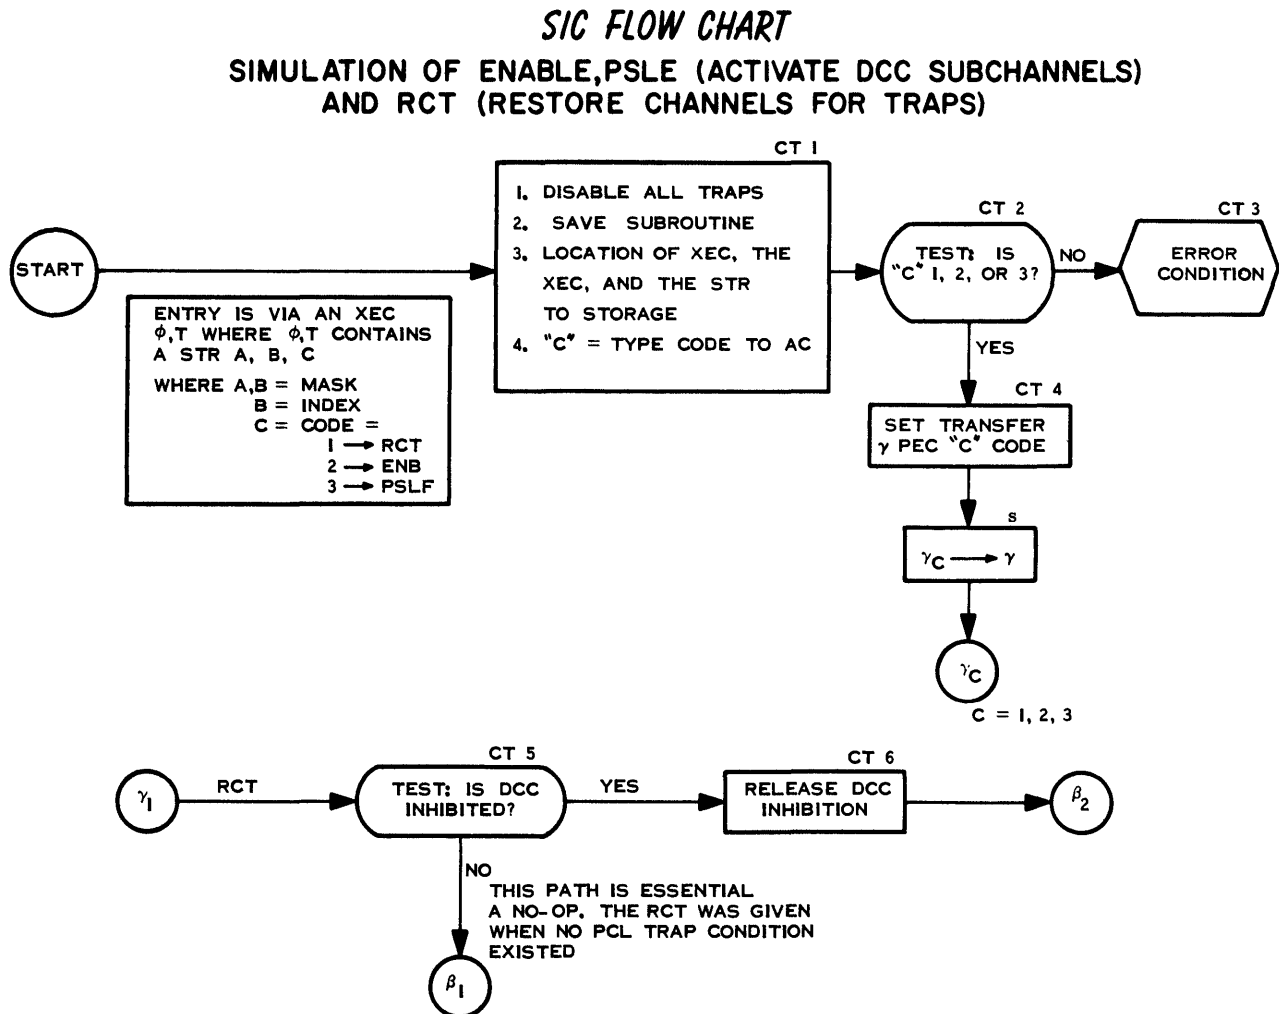 SIC FLOW CHART
SIMULATION OF ENABLE,PSLE (ACTIVATE DCC SUBCHANNELS)
AND RCT (RESTORE CHANNELS FOR TRAPS)
START
ENTRY IS VIA AN XEC
φ,T WHERE φ,T CONTAINS
A STR A, B, C
WHERE A,B = MASK
B = INDEX
C = CODE =
1 → RCT
2 → ENB
3 → PSLF
CT 1
1. DISABLE ALL TRAPS
2. SAVE SUBROUTINE
3. LOCATION OF XEC, THE
XEC, AND THE STR
TO STORAGE
4. "C" = TYPE CODE TO AC
CT 2
TEST: IS
"C" 1, 2, OR 3?
NO
CT 3
ERROR
CONDITION
YES
CT 4
SET TRANSFER
γ PEC "C" CODE
S
γC → γ
γC
C = 1, 2, 3
γ1
RCT
CT 5
TEST: IS DCC
INHIBITED?
YES
CT 6
RELEASE DCC
INHIBITION
β2
NO
THIS PATH IS ESSENTIAL
A NO-OP. THE RCT WAS GIVEN
WHEN NO PCL TRAP CONDITION
EXISTED
β1